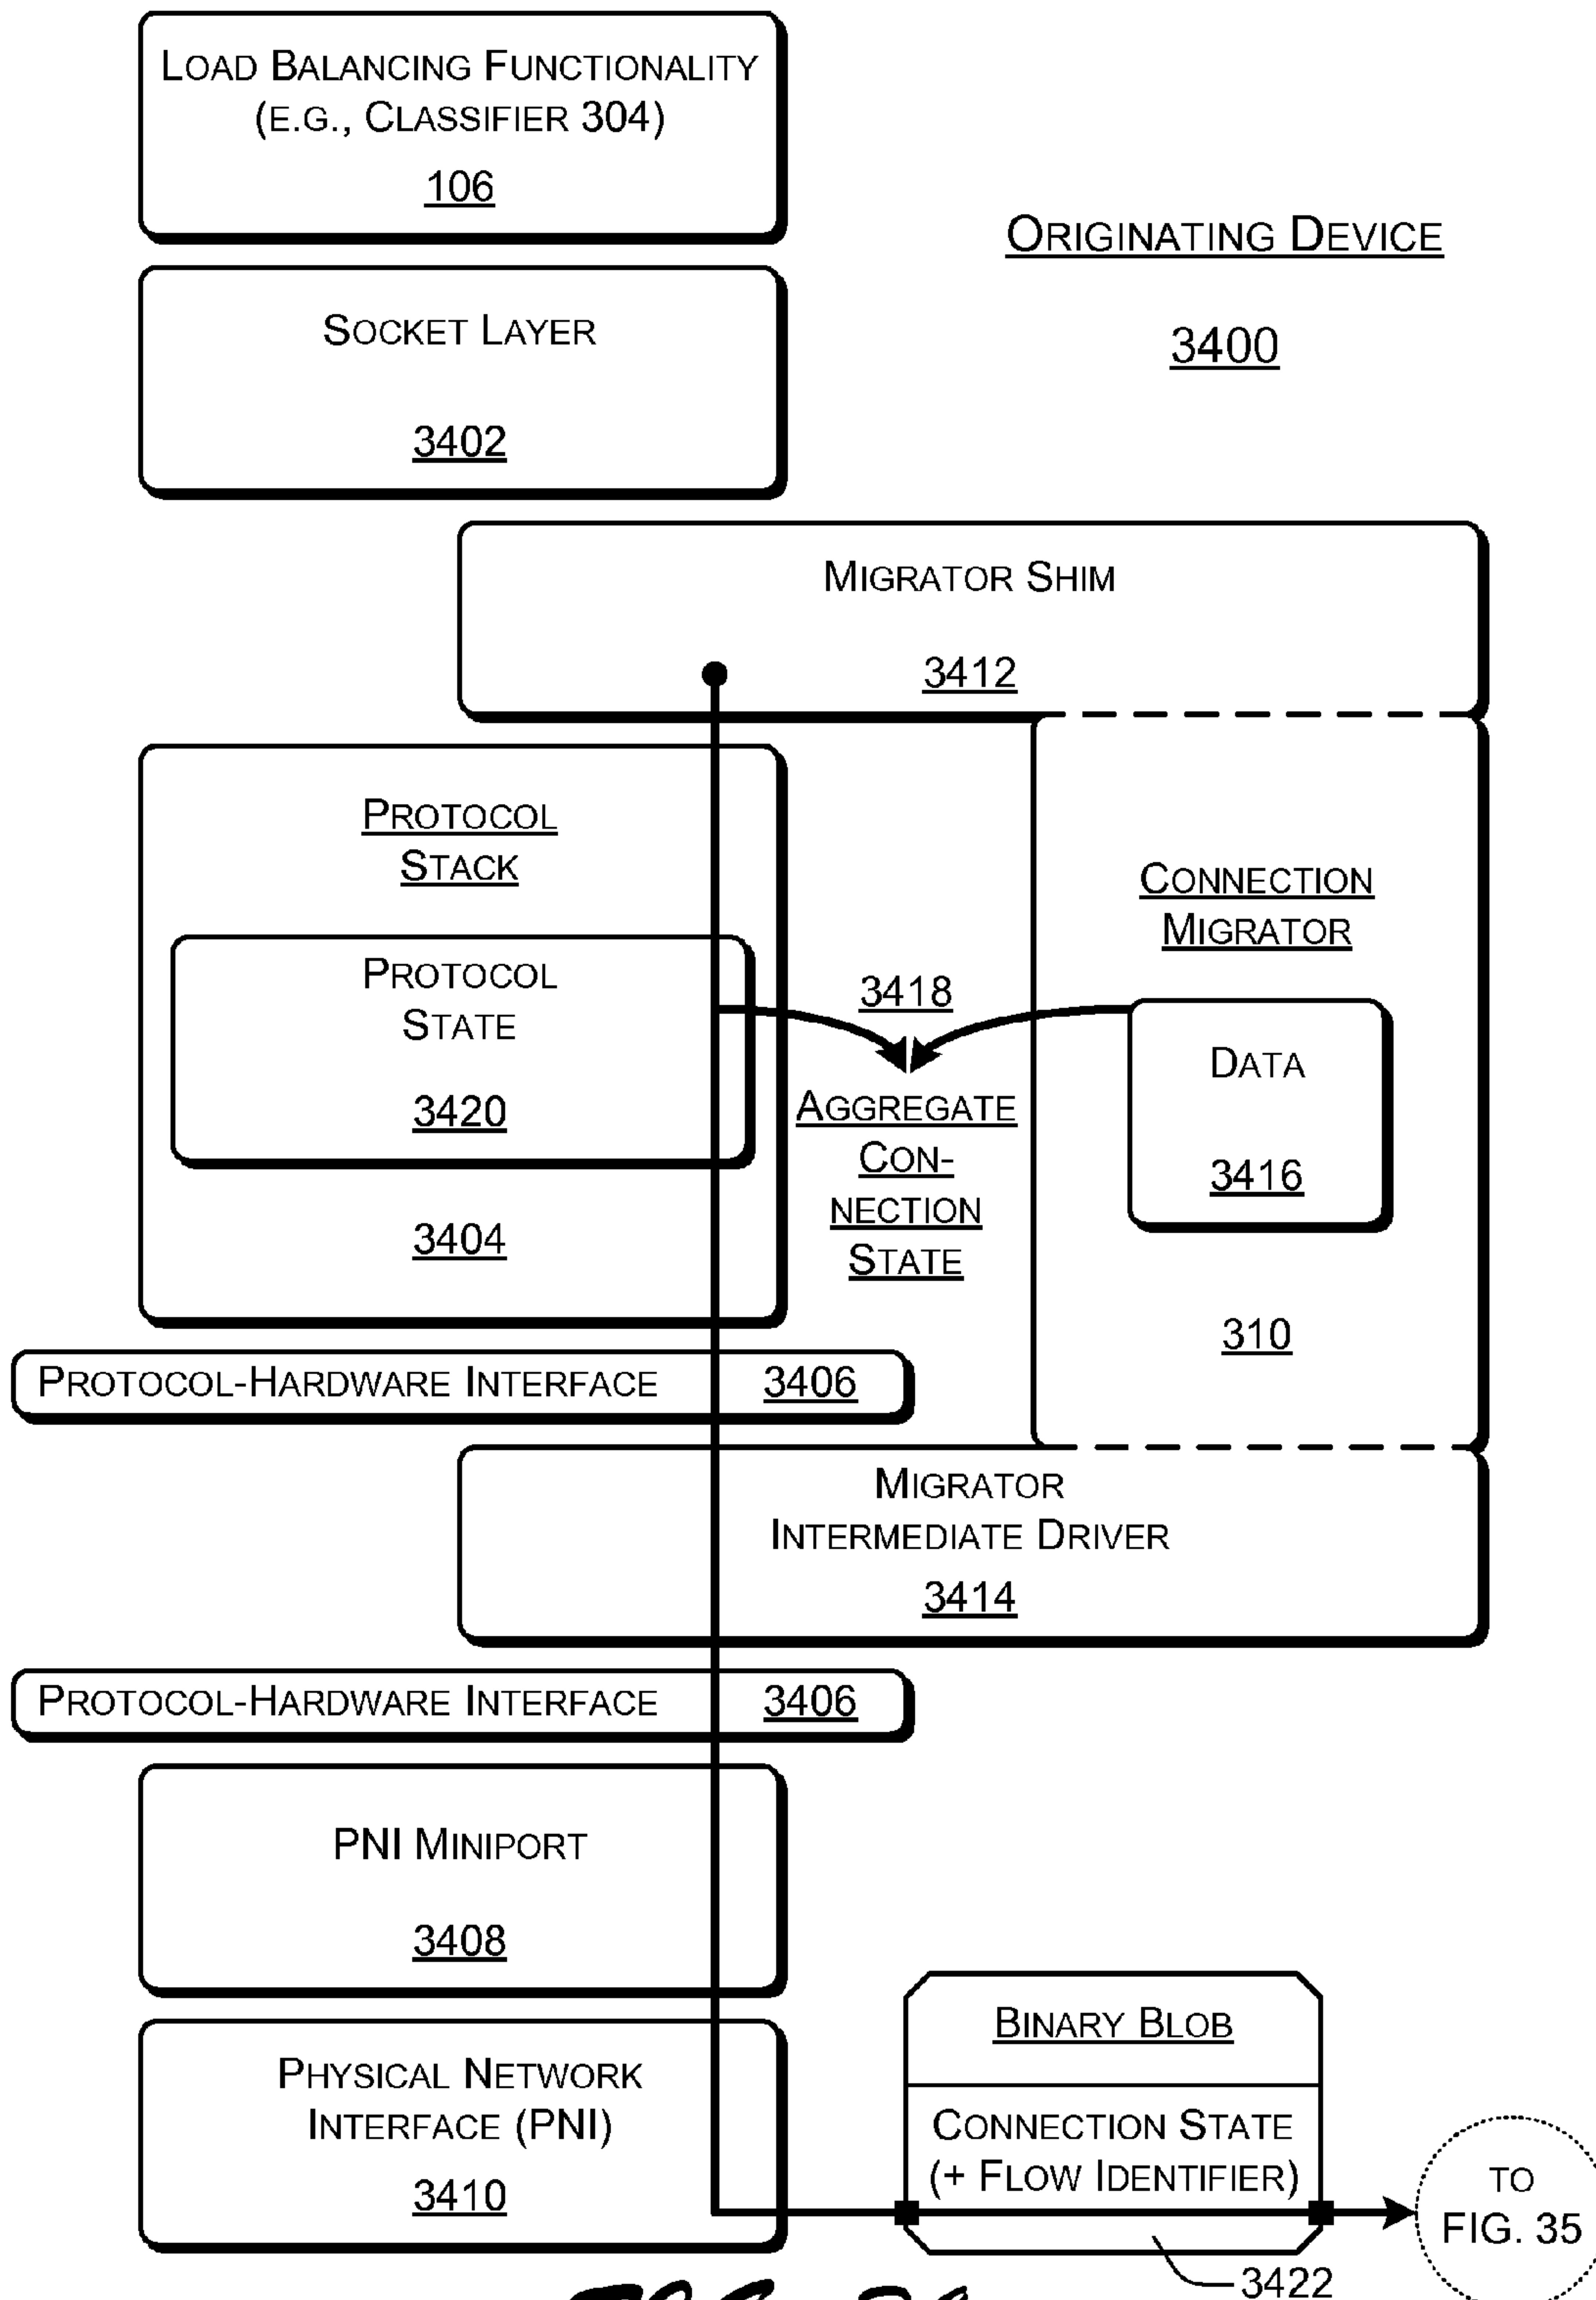 LOAD BALANCING FUNCTIONALITY
(E.G., CLASSIFIER 304)
106
ORIGINATING DEVICE
3400
SOCKET LAYER
3402
MIGRATOR SHIM
3412
PROTOCOL
STACK
PROTOCOL
STATE
3420
3404
3418
AGGREGATE
CON-
NECTION
STATE
CONNECTION
MIGRATOR
DATA
3416
310
PROTOCOL-HARDWARE INTERFACE 3406
MIGRATOR
INTERMEDIATE DRIVER
3414
PROTOCOL-HARDWARE INTERFACE 3406
PNI MINIPORT
3408
PHYSICAL NETWORK
INTERFACE (PNI)
3410
BINARY BLOB
CONNECTION STATE
(+ FLOW IDENTIFIER)
3422
TO
FIG. 35